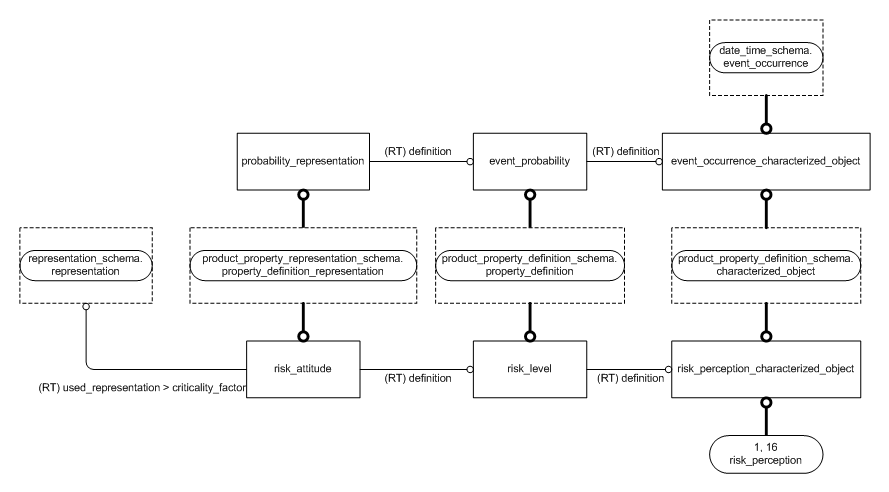 date_time_schema.
event_occurrence
probability_representation
(RT) definition
event_probability
(RT) definition
event_occurrence_characterized_object
representation_schema.
representation
product_property_representation_schema.
property_definition_representation
product_property_definition_schema.
property_definition
product_property_definition_schema.
characterized_object
risk_attitude
(RT) definition
risk_level
(RT) definition
risk_perception_characterized_object
(RT) used_representation > criticality_factor
1, 16
risk_perception